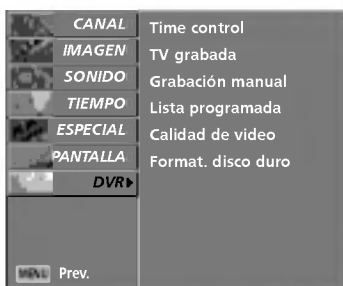 CANAL
IMAGEN
SONIDO
TIEMPO
ESPECIAL
PANTALLA
DVR
Time control
TV grabada
Grabación manual
Lista programada
Calidad de video
Format. disco duro
MENU Prev.